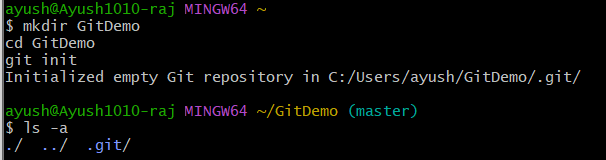 ayush@Ayush1010-raj MINGW64 ~
$ mkdir GitDemo
cd GitDemo
git init
Initialized empty Git repository in C:/Users/ayush/GitDemo/.git/
ayush@Ayush1010-raj MINGW64 ~/GitDemo (master)
$ ls -a
./  ../  .git/